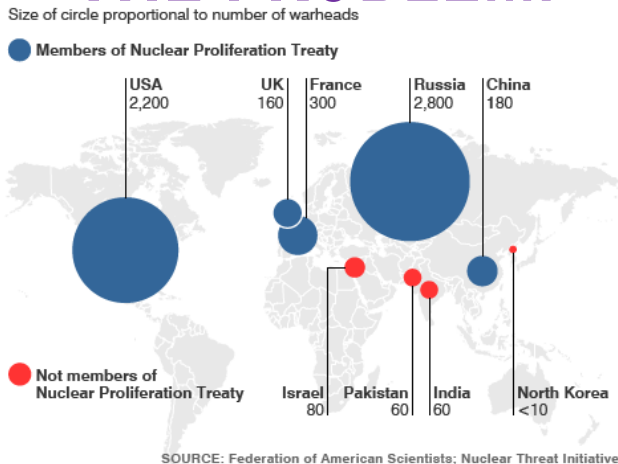 Size of circle proportional to number of warheads
Members of Nuclear Proliferation Treaty
USA
2,200
UK
160
France
300
Russia
2,800
China
180
Not members of
Nuclear Proliferation Treaty
Israel
80
Pakistan
60
India
60
North Korea
<10
SOURCE: Federation of American Scientists; Nuclear Threat Initiative